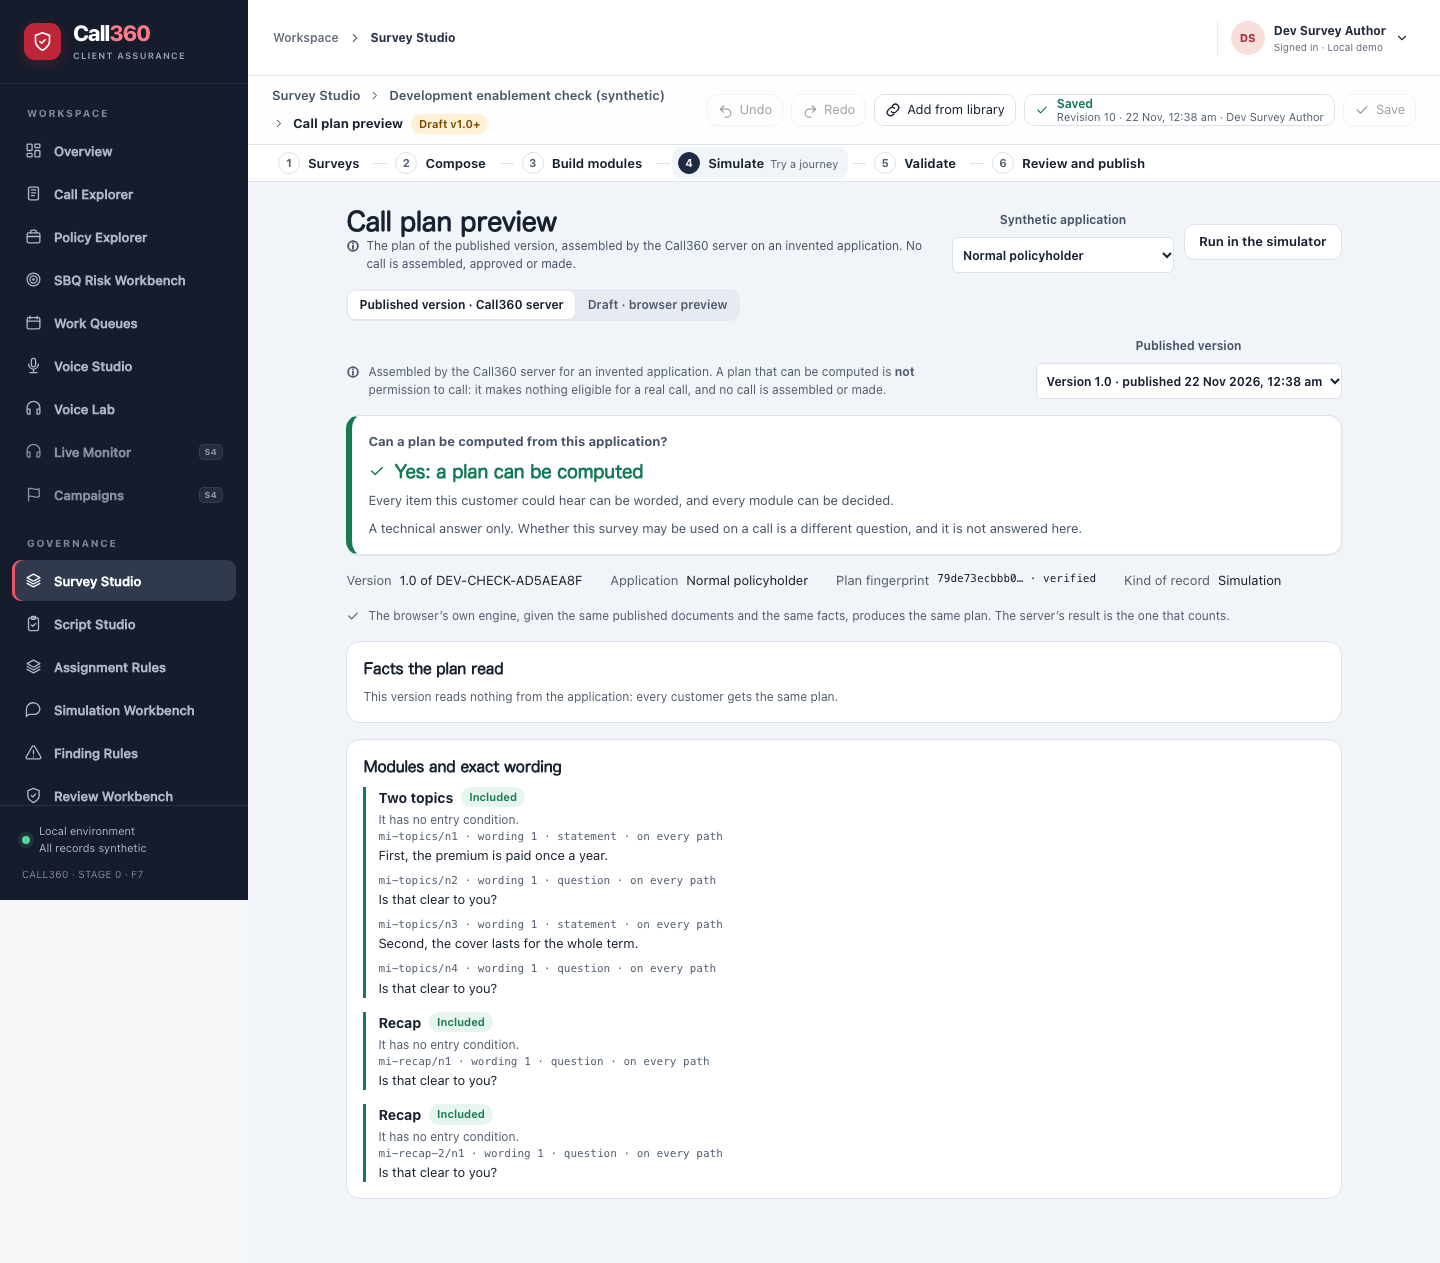 Call360
CLIENT ASSURANCE
WORKSPACE
Overview
Call Explorer
Policy Explorer
SBQ Risk Workbench
Work Queues
Voice Studio
Voice Lab
Live Monitor S4
Campaigns S4
GOVERNANCE
Survey Studio
Script Studio
Assignment Rules
Simulation Workbench
Finding Rules
Review Workbench
Local environment
All records synthetic
CALL360 · STAGE 0 · F7
Workspace > Survey Studio
DS
Dev Survey Author
Signed in · Local demo
Survey Studio > Development enablement check (synthetic)
> Call plan preview Draft v1.0+
Undo
Redo
Add from library
Saved
Revision 10 · 22 Nov, 12:38 am · Dev Survey Author
Save
1 Surveys
2 Compose
3 Build modules
4 Simulate Try a journey
5 Validate
6 Review and publish
Call plan preview
The plan of the published version, assembled by the Call360 server on an invented application. No
call is assembled, approved or made.
Synthetic application
Normal policyholder
Run in the simulator
Published version · Call360 server
Draft · browser preview
Assembled by the Call360 server for an invented application. A plan that can be computed is not
permission to call: it makes nothing eligible for a real call, and no call is assembled or made.
Published version
Version 1.0 · published 22 Nov 2026, 12:38 am
Can a plan be computed from this application?
Yes: a plan can be computed
Every item this customer could hear can be worded, and every module can be decided.
A technical answer only. Whether this survey may be used on a call is a different question, and it is not answered here.
Version 1.0 of DEV-CHECK-AD5AEA8F Application Normal policyholder Plan fingerprint 79de73ecbbb0… · verified Kind of record Simulation
The browser's own engine, given the same published documents and the same facts, produces the same plan. The server's result is the one that counts.
Facts the plan read
This version reads nothing from the application: every customer gets the same plan.
Modules and exact wording
Two topics Included
It has no entry condition.
mi-topics/n1 · wording 1 · statement · on every path
First, the premium is paid once a year.
mi-topics/n2 · wording 1 · question · on every path
Is that clear to you?
mi-topics/n3 · wording 1 · statement · on every path
Second, the cover lasts for the whole term.
mi-topics/n4 · wording 1 · question · on every path
Is that clear to you?
Recap Included
It has no entry condition.
mi-recap/n1 · wording 1 · question · on every path
Is that clear to you?
Recap Included
It has no entry condition.
mi-recap-2/n1 · wording 1 · question · on every path
Is that clear to you?